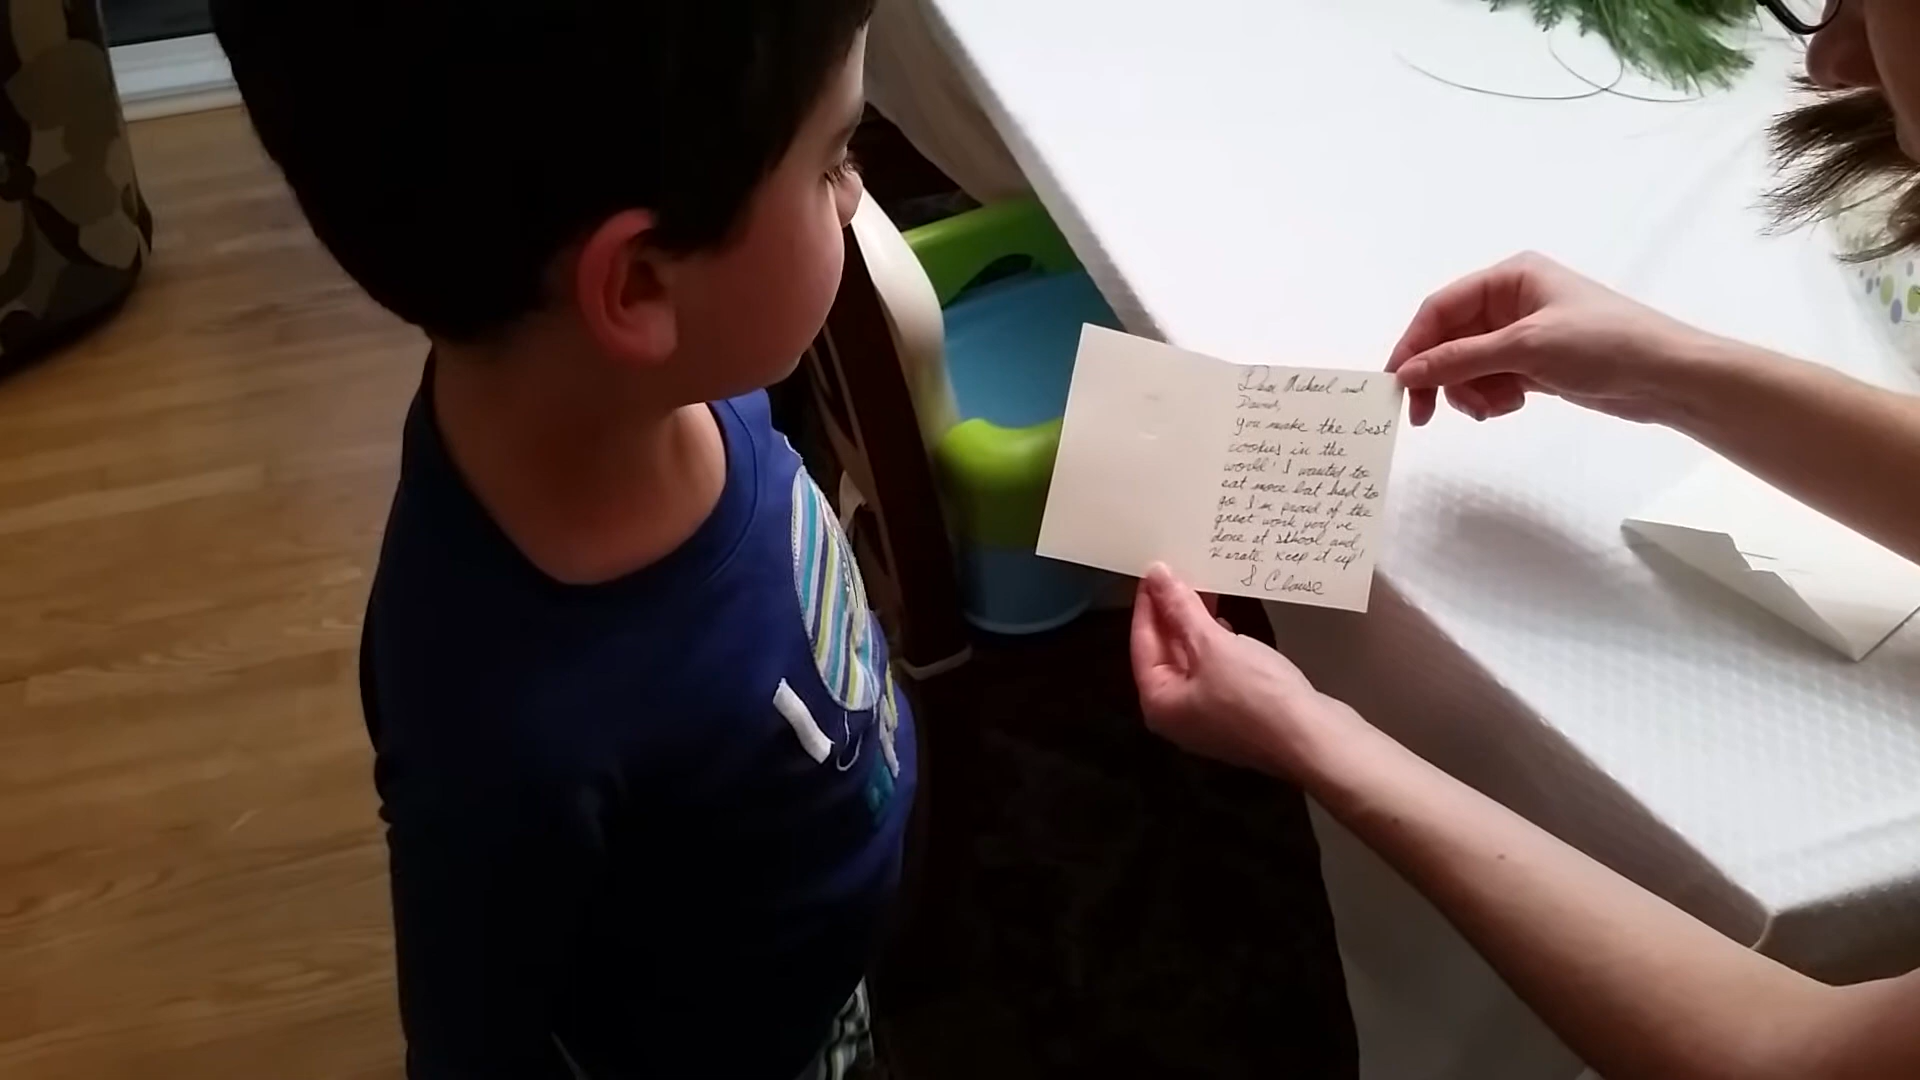 Dear Michael and
David,
You make the best
cookies in the
world! I wanted to
eat more but had to
go. I'm proud of the
great work you've
done at school and
Karate. Keep it up!
S Clause